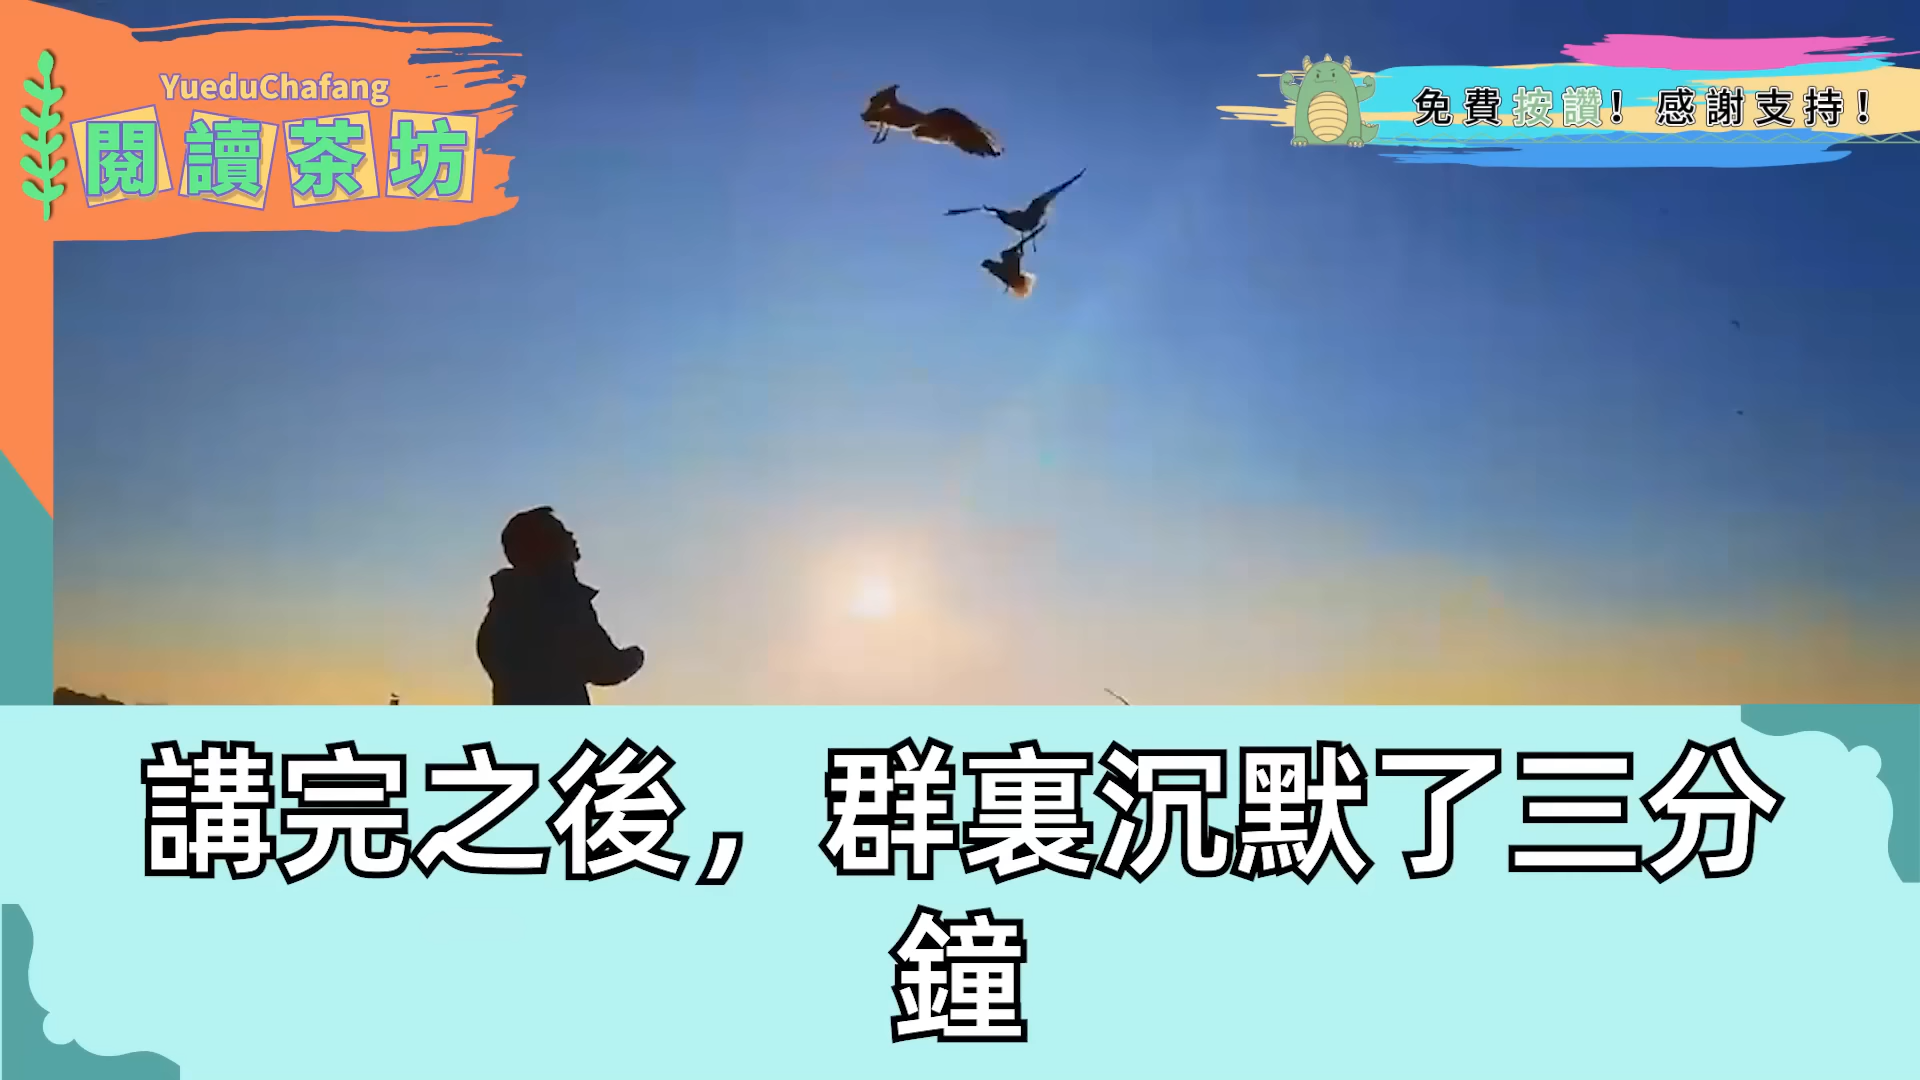 YueduChafang
閱讀茶坊
免費按讚！感謝支持！
講完之後，群裏沉默了三分
鐘